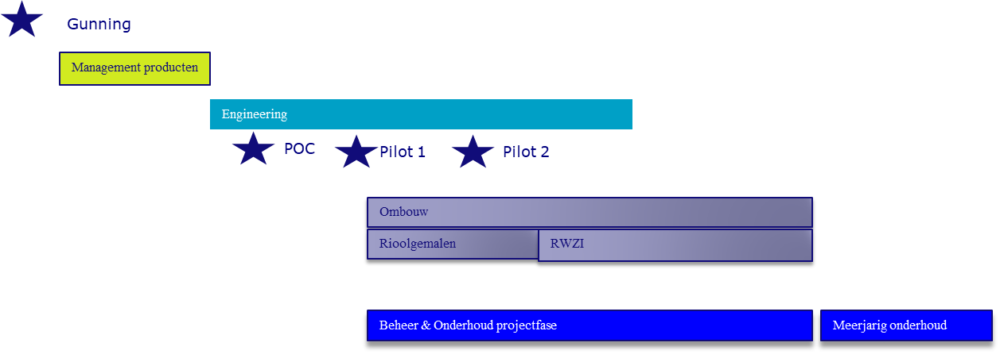 Gunning
Management producten
Engineering
POC
Pilot 1
Pilot 2
Ombouw
Rioolgemalen
RWZI
Beheer & Onderhoud projectfase
Meerjarig onderhoud